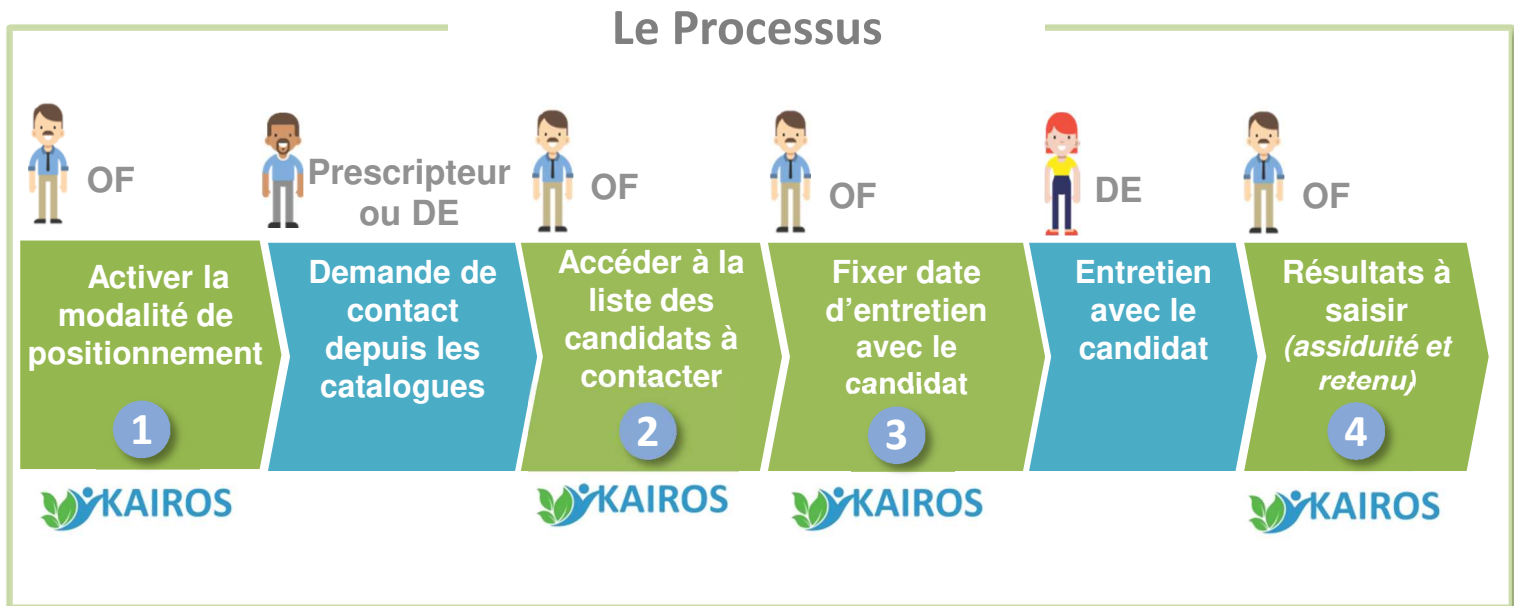 Le Processus
OF
Prescripteur
ou DE
OF
OF
DE
OF
Activer la
modalité de
positionnement
1
Demande de
contact
depuis les
catalogues
Accéder à la
liste des
candidats à
contacter
2
Fixer date
d’entretien
avec le
candidat
3
Entretien
avec le
candidat
Résultats à
saisir
(assiduité et
retenu)
4
KAIROS
KAIROS
KAIROS
KAIROS